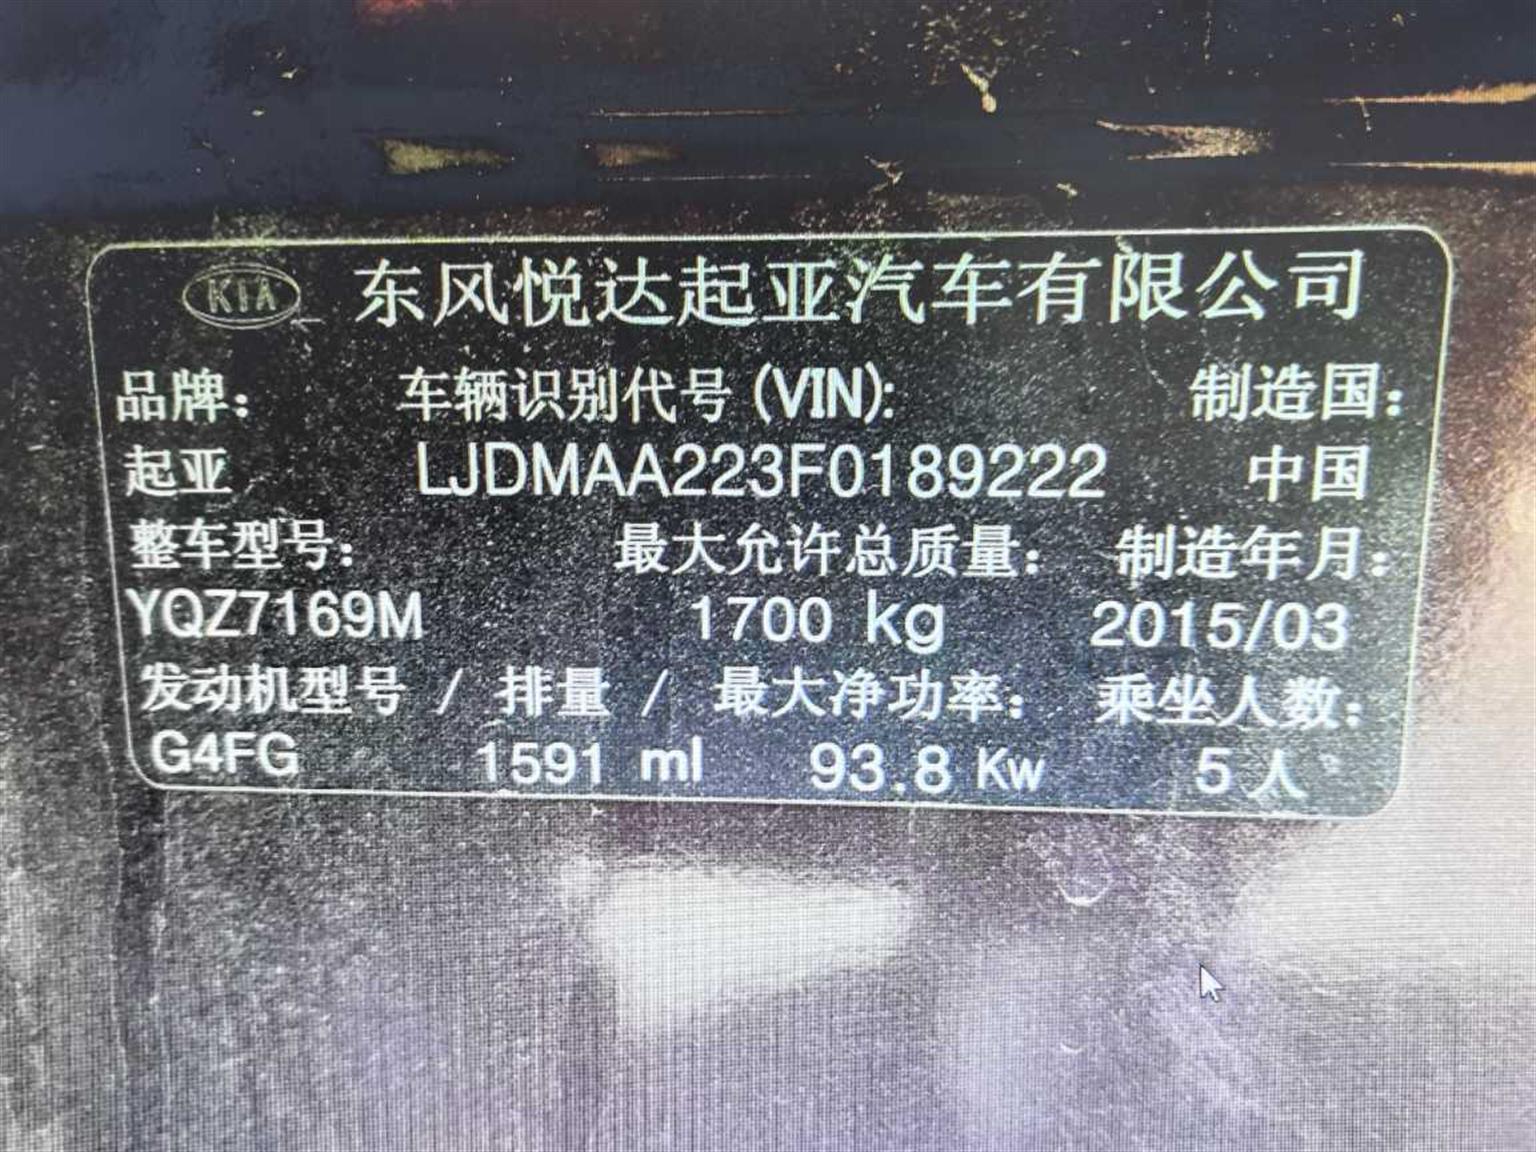 KIA 东风悦达起亚汽车有限公司
品牌: 车辆识别代号 (VIN): 制造国:
起亚 LJDMAA223F0189222 中国
整车型号: 最大允许总质量: 制造年月:
YQZ7169M 1700 kg 2015/03
发动机型号 / 排量 / 最大净功率: 乘坐人数:
G4FG 1591 ml 93.8 Kw 5 人